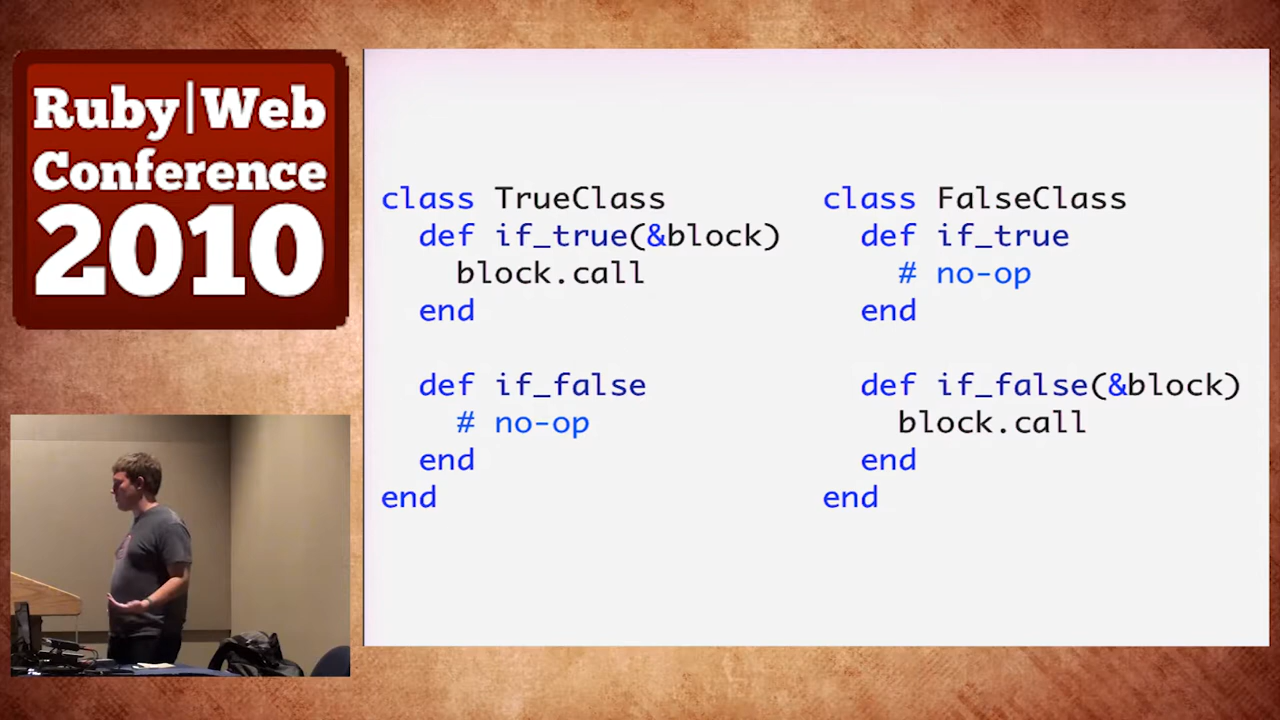 Ruby|Web
Conference
2010
class TrueClass
  def if_true(&block)
    block.call
  end

  def if_false
    # no-op
  end
end
class FalseClass
  def if_true
    # no-op
  end

  def if_false(&block)
    block.call
  end
end